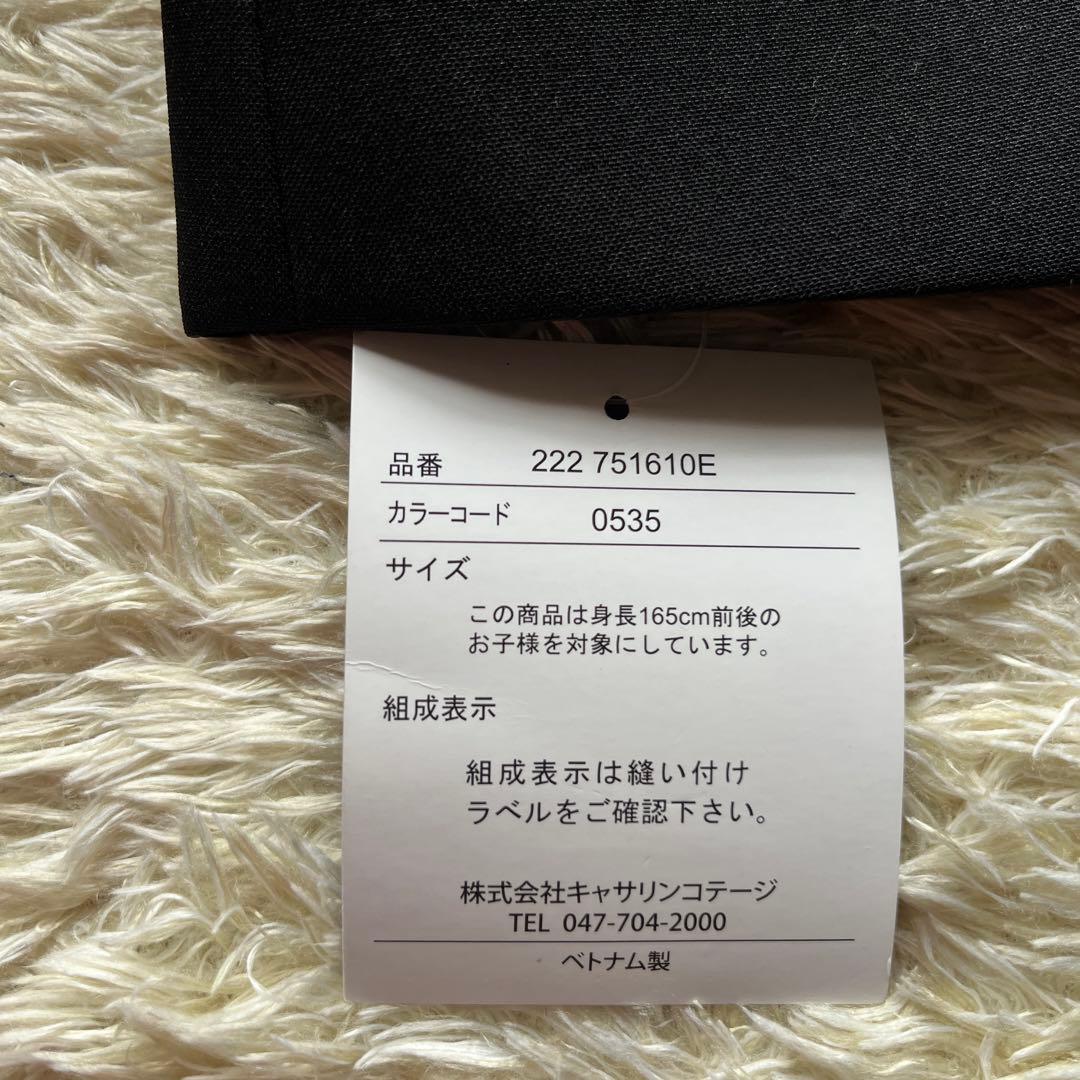 品番 222 751610E
カラーコード 0535
サイズ
この商品は身長165cm前後の
お子様を対象にしています。
組成表示
組成表示は縫い付け
ラベルをご確認下さい。
株式会社キャサリンコテージ
TEL 047-704-2000
ベトナム製